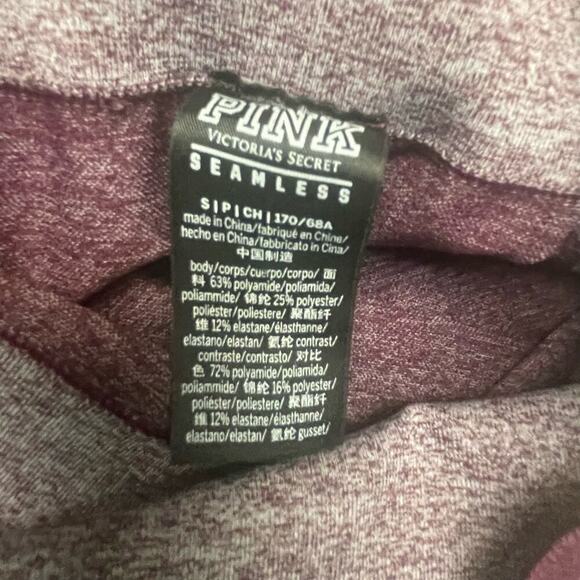 PINK
VICTORIA'S SECRET
SEAMLESS
S|P|CH|170/68A
made in China/fabriqué en Chine/
hecho en China/fabbricato in Cina/
中国制造
body/corps/cuerpo/corpo/ 面
料 63% polyamide/poliamida/
poliammide/ 锦纶 25% polyester/
poliéster/poliestere/ 聚酯纤
维 12% elastane/élasthanne/
elastano/elastan/ 氨纶 contrast/
contraste/contrasto/ 对比
色 72% polyamide/poliamida/
poliammide/ 锦纶 16% polyester/
poliéster/poliestere/ 聚酯纤
维 12% elastane/élasthanne/
elastano/elastan/ 氨纶 gusset/